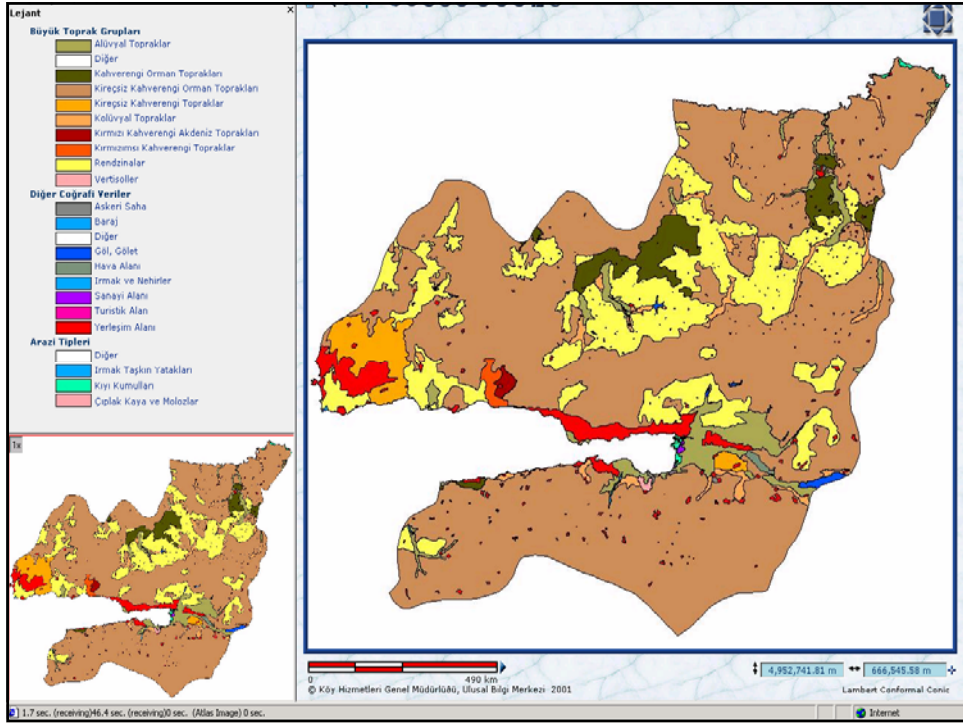 Lejant
X
Büyük Toprak Grupları
Alüvyal Topraklar
Diğer
Kahverengi Orman Toprakları
Kireçsiz Kahverengi Orman Toprakları
Kireçsiz Kahverengi Topraklar
Kolüvyal Topraklar
Kırmızı Kahverengi Akdeniz Toprakları
Kırmızımsı Kahverengi Topraklar
Rendzinalar
Vertisoller
Diğer Coğrafi Veriler
Askeri Saha
Baraj
Diğer
Göl, Gölet
Hava Alanı
Irmak ve Nehirler
Sanayi Alanı
Turistik Alan
Yerleşim Alanı
Arazi Tipleri
Diğer
Irmak Taşkın Yatakları
Kıyı Kumulları
Çıplak Kaya ve Molozlar
1x
0 490 km
© Köy Hizmetleri Genel Müdürlüğü, Ulusal Bilgi Merkezi 2001
4,952,741.81 m 666,545.58 m
Lambert Conformal Conic
1.7 sec. (receiving)46.4 sec. (receiving)0 sec. (Atlas Image) 0 sec.
Internet